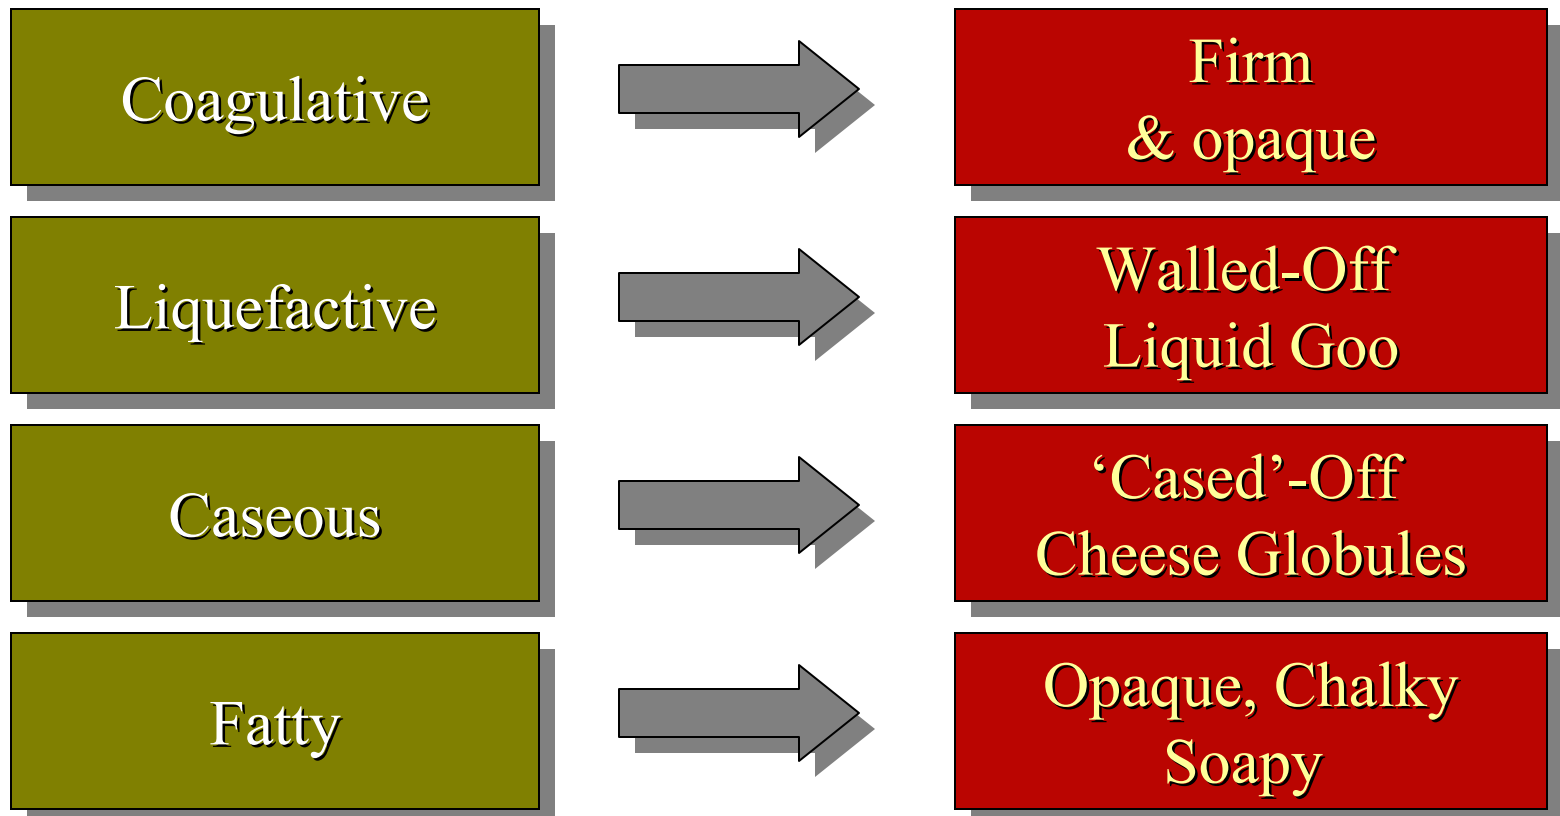 Coagulative
Firm
& opaque
Liquefactive
Walled-Off
Liquid Goo
Caseous
‘Cased’-Off
Cheese Globules
Fatty
Opaque, Chalky
Soapy